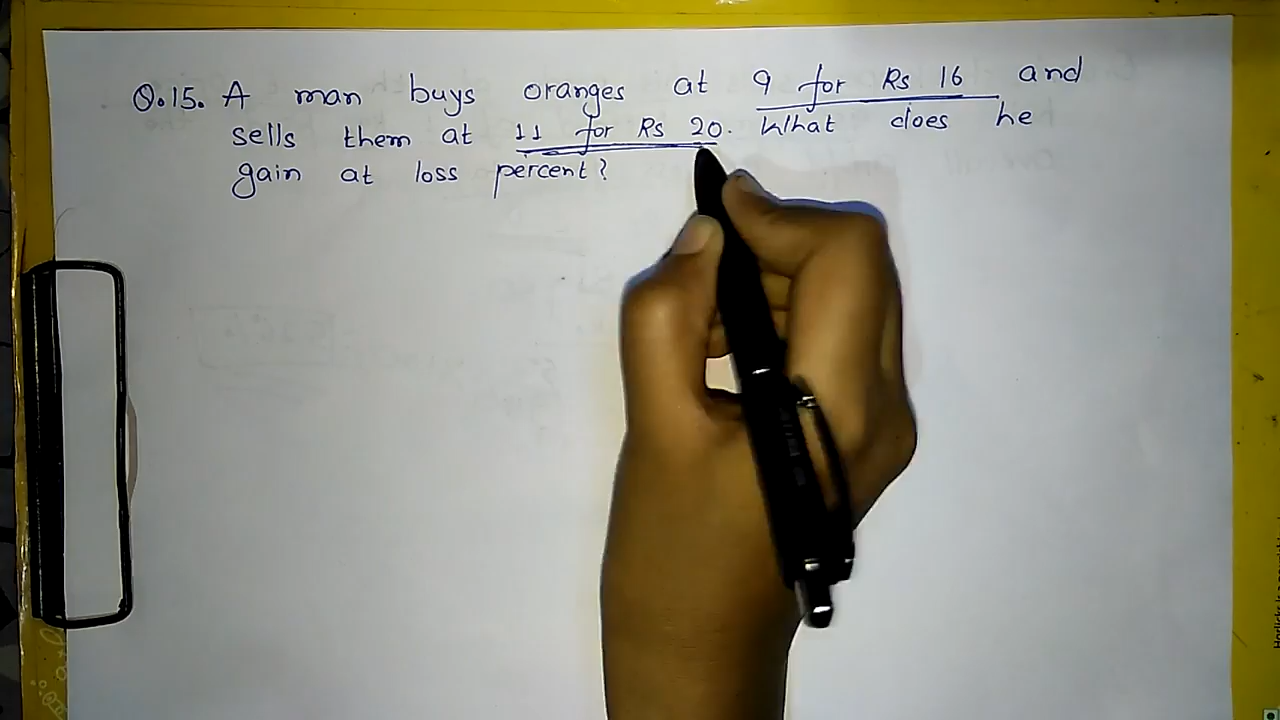 Q.15. A man buys oranges at 9 for Rs 16 and
sells them at 11 for Rs 20. What does he
gain at loss percent?